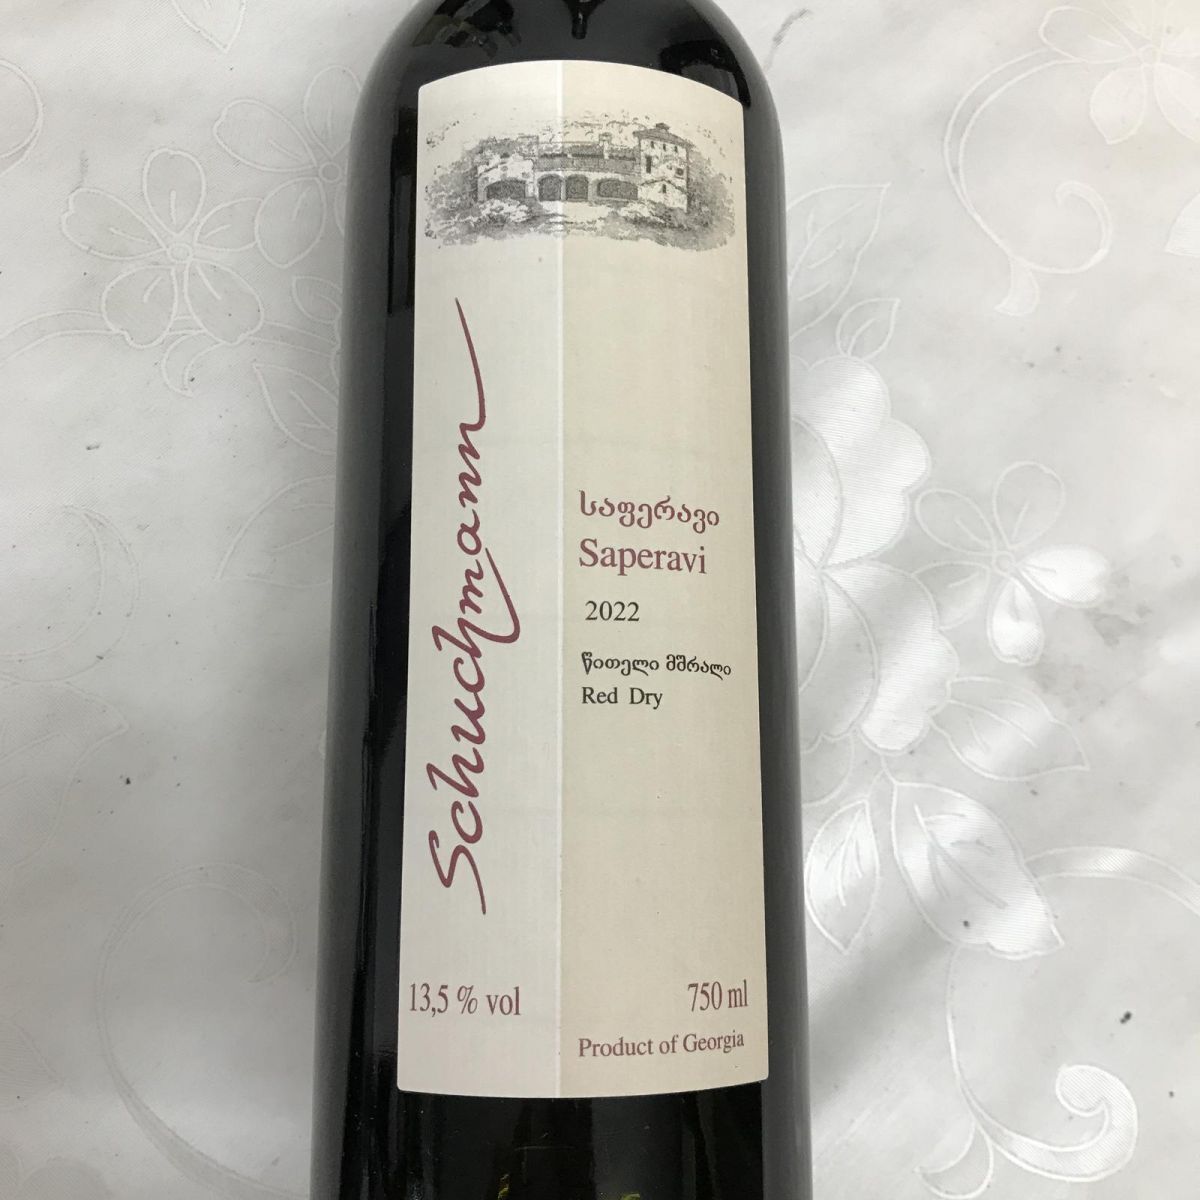 Schuchmann
საფერავი
Saperavi
2022
წითელი მშრალი
Red Dry
13,5 % vol
750 ml
Product of Georgia